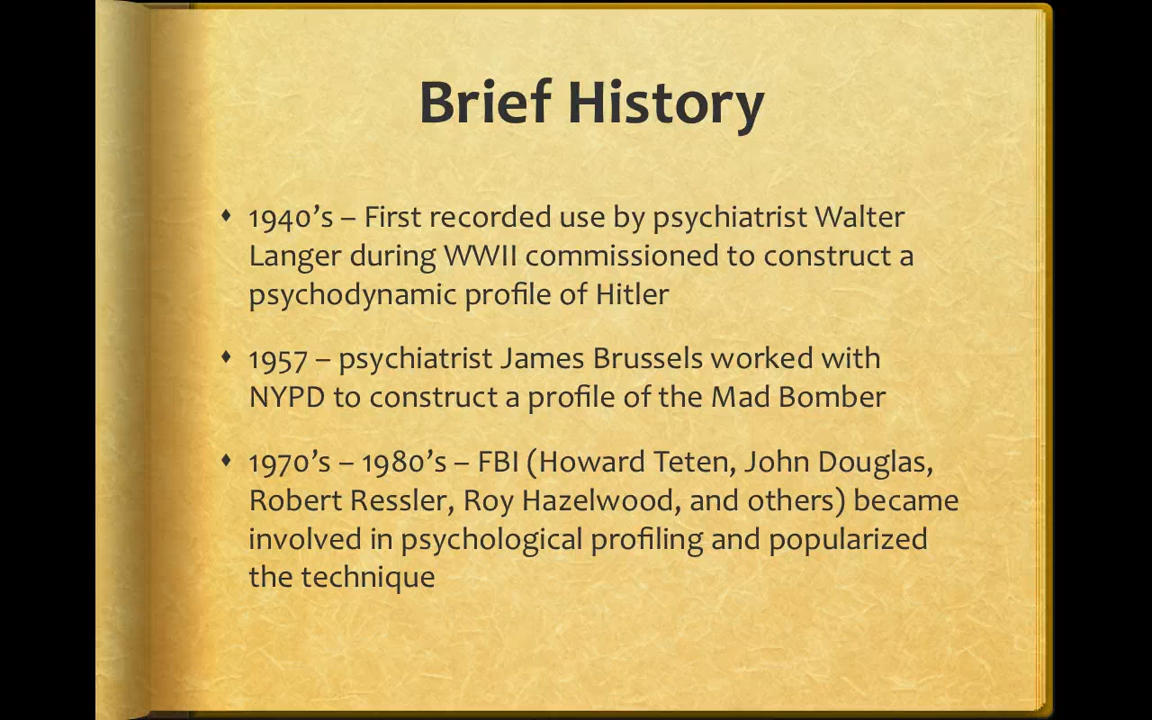 Brief History
♦ 1940’s – First recorded use by psychiatrist Walter
Langer during WWII commissioned to construct a
psychodynamic profile of Hitler
♦ 1957 – psychiatrist James Brussels worked with
NYPD to construct a profile of the Mad Bomber
♦ 1970’s – 1980’s – FBI (Howard Teten, John Douglas,
Robert Ressler, Roy Hazelwood, and others) became
involved in psychological profiling and popularized
the technique